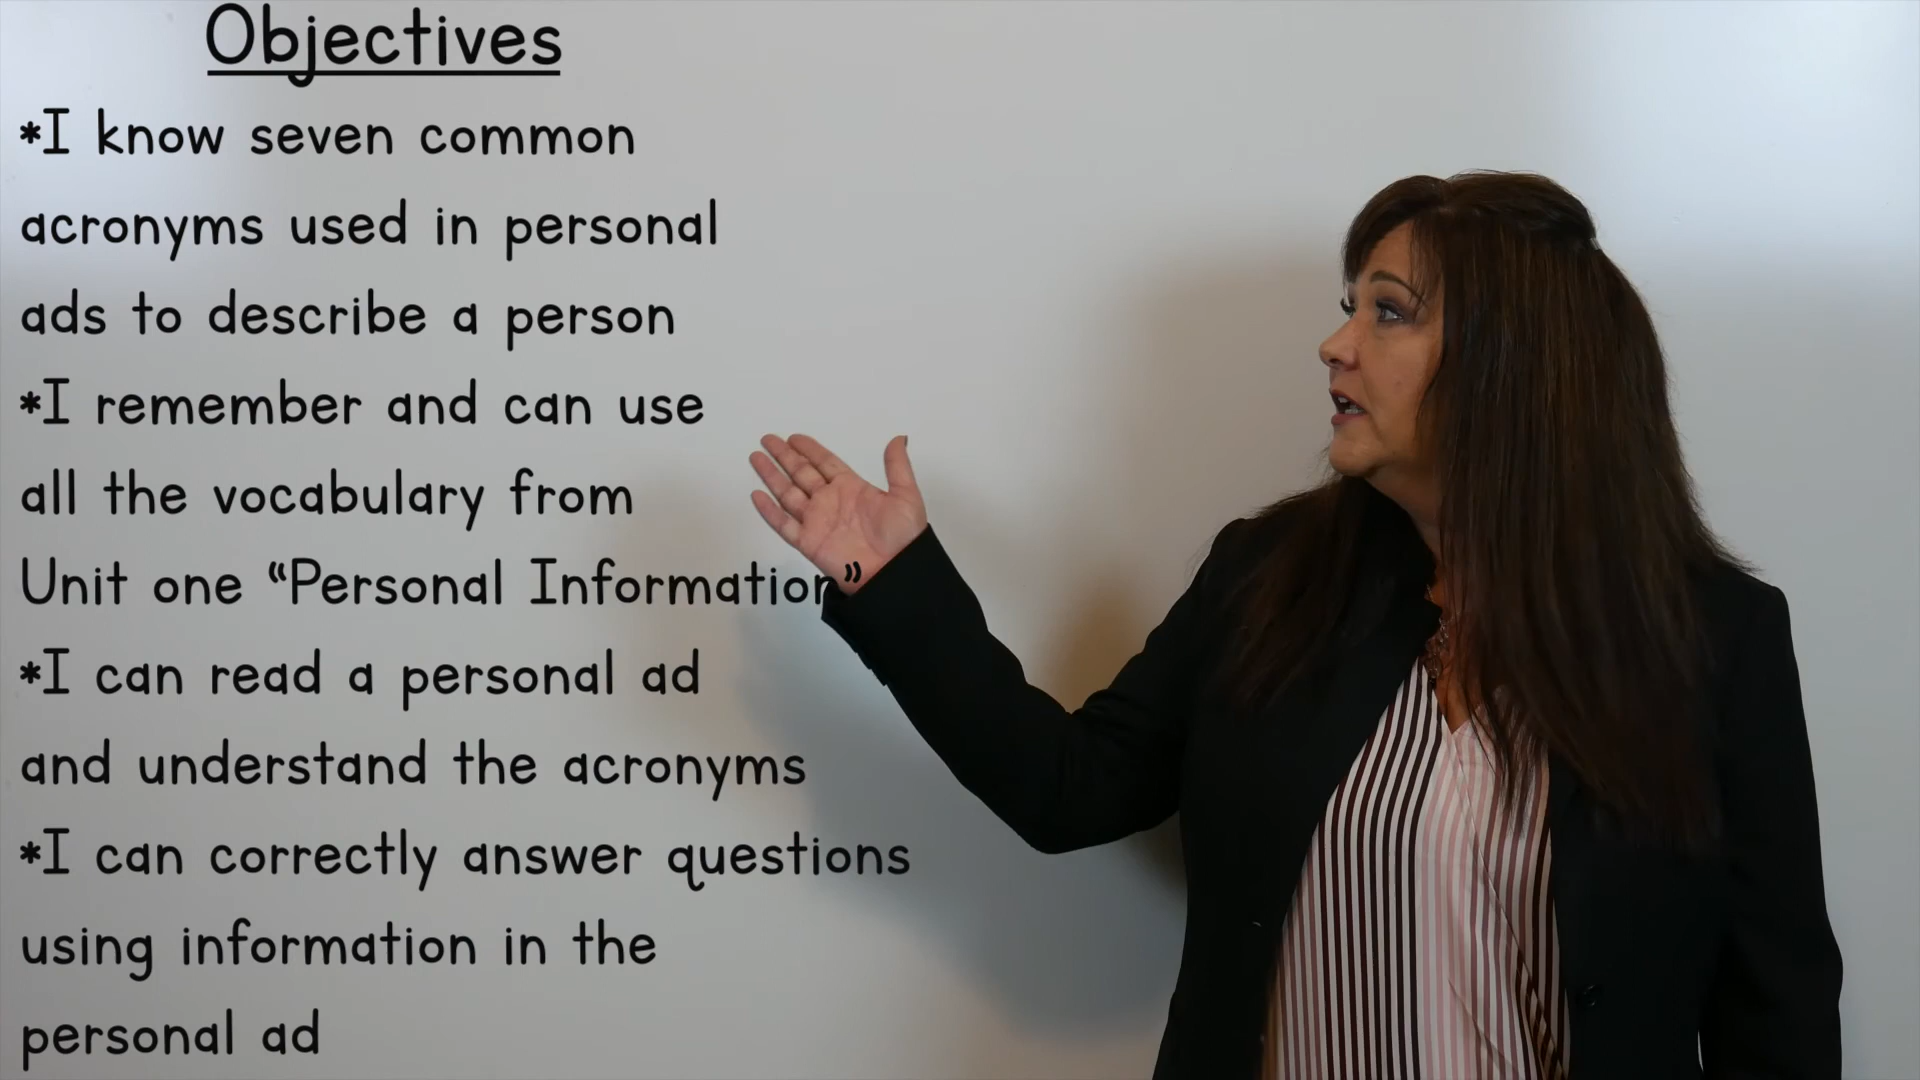 Objectives
*I know seven common
acronyms used in personal
ads to describe a person
*I remember and can use
all the vocabulary from
Unit one “Personal Information”
*I can read a personal ad
and understand the acronyms
*I can correctly answer questions
using information in the
personal ad